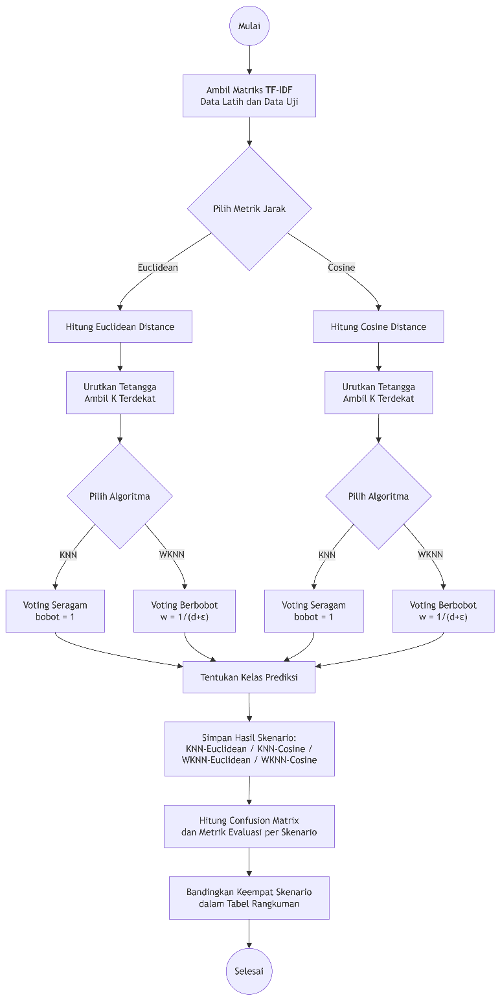 Mulai
Ambil Matriks TF-IDF
Data Latih dan Data Uji
Pilih Metrik Jarak
Euclidean
Cosine
Hitung Euclidean Distance
Hitung Cosine Distance
Urutkan Tetangga
Ambil K Terdekat
Urutkan Tetangga
Ambil K Terdekat
Pilih Algoritma
Pilih Algoritma
KNN
WKNN
KNN
WKNN
Voting Seragam
bobot = 1
Voting Berbobot
w = 1/(d+ε)
Voting Seragam
bobot = 1
Voting Berbobot
w = 1/(d+ε)
Tentukan Kelas Prediksi
Simpan Hasil Skenario:
KNN-Euclidean / KNN-Cosine /
WKNN-Euclidean / WKNN-Cosine
Hitung Confusion Matrix
dan Metrik Evaluasi per Skenario
Bandingkan Keempat Skenario
dalam Tabel Rangkuman
Selesai